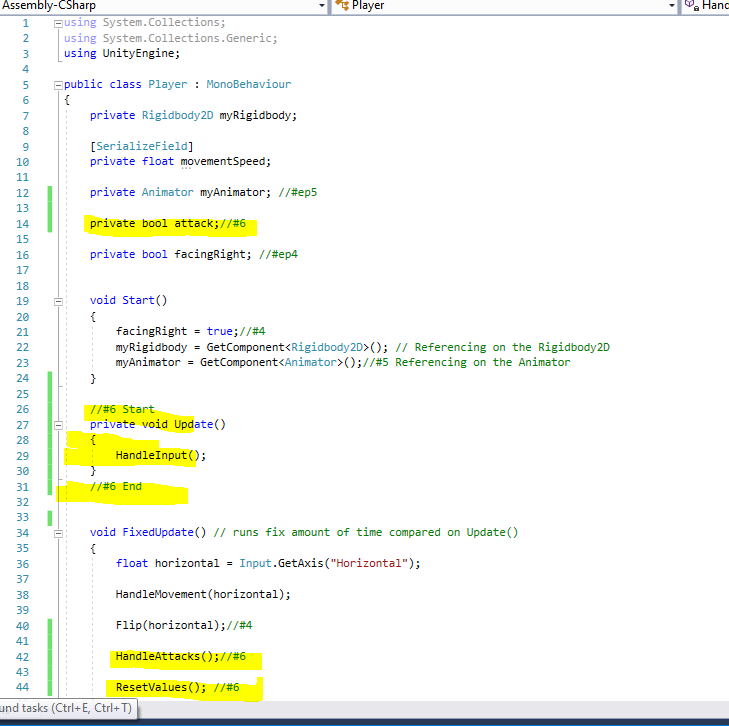 Assembly-CSharp Player Hand
1 using System.Collections;
2 using System.Collections.Generic;
3 using UnityEngine;
4
5 public class Player : MonoBehaviour
6 {
7 private Rigidbody2D myRigidbody;
8
9 [SerializeField]
10 private float movementSpeed;
11
12 private Animator myAnimator; //#ep5
13
14 private bool attack;//#6
15
16 private bool facingRight; //#ep4
17
18
19 void Start()
20 {
21 facingRight = true;//#4
22 myRigidbody = GetComponent<Rigidbody2D>(); // Referencing on the Rigidbody2D
23 myAnimator = GetComponent<Animator>();//#5 Referencing on the Animator
24 }
25
26 //#6 Start
27 private void Update()
28 {
29 HandleInput();
30 }
31 //#6 End
32
33
34 void FixedUpdate() // runs fix amount of time compared on Update()
35 {
36 float horizontal = Input.GetAxis("Horizontal");
37
38 HandleMovement(horizontal);
39
40 Flip(horizontal);//#4
41
42 HandleAttacks();//#6
43
44 ResetValues(); //#6
und tasks (Ctrl+E, Ctrl+T)